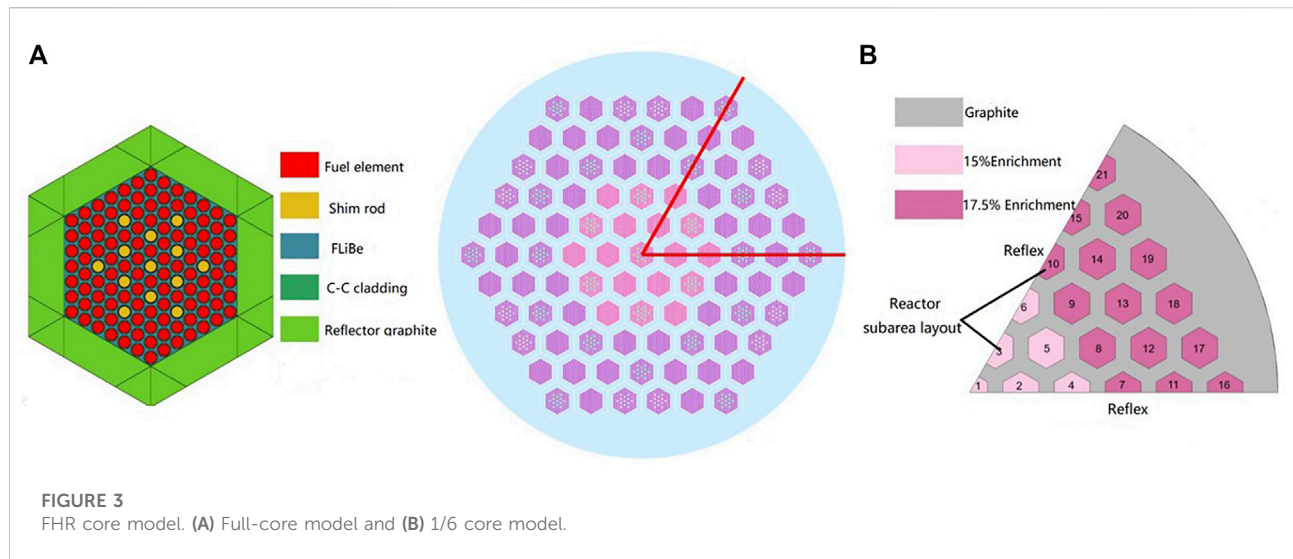 A
Fuel element
Shim rod
FLiBe
C-C cladding
Reflector graphite
B
Graphite
15%Enrichment
17.5% Enrichment
21
15
20
Reflex
10
14
19
Reactor
subarea layout
6
9
13
18
3
5
8
12
17
1
2
4
7
11
16
Reflex
FIGURE 3
FHR core model. (A) Full-core model and (B) 1/6 core model.